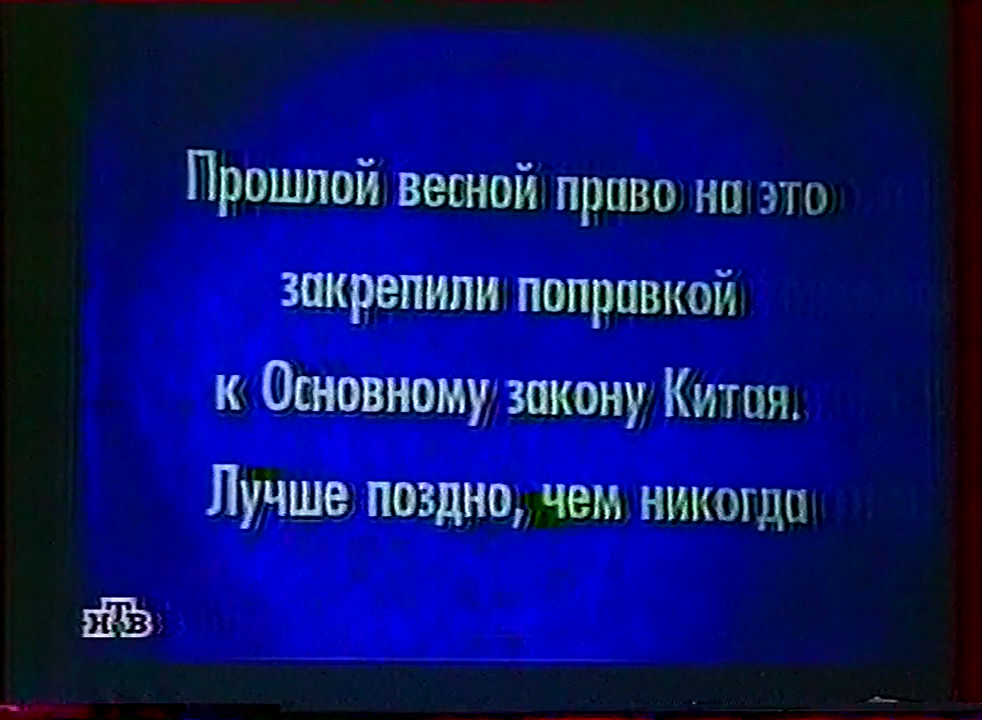 Прошлой весной право на это
закрепили поправкой
к Основному закону Китая.
Лучше поздно, чем никогда
НТВ